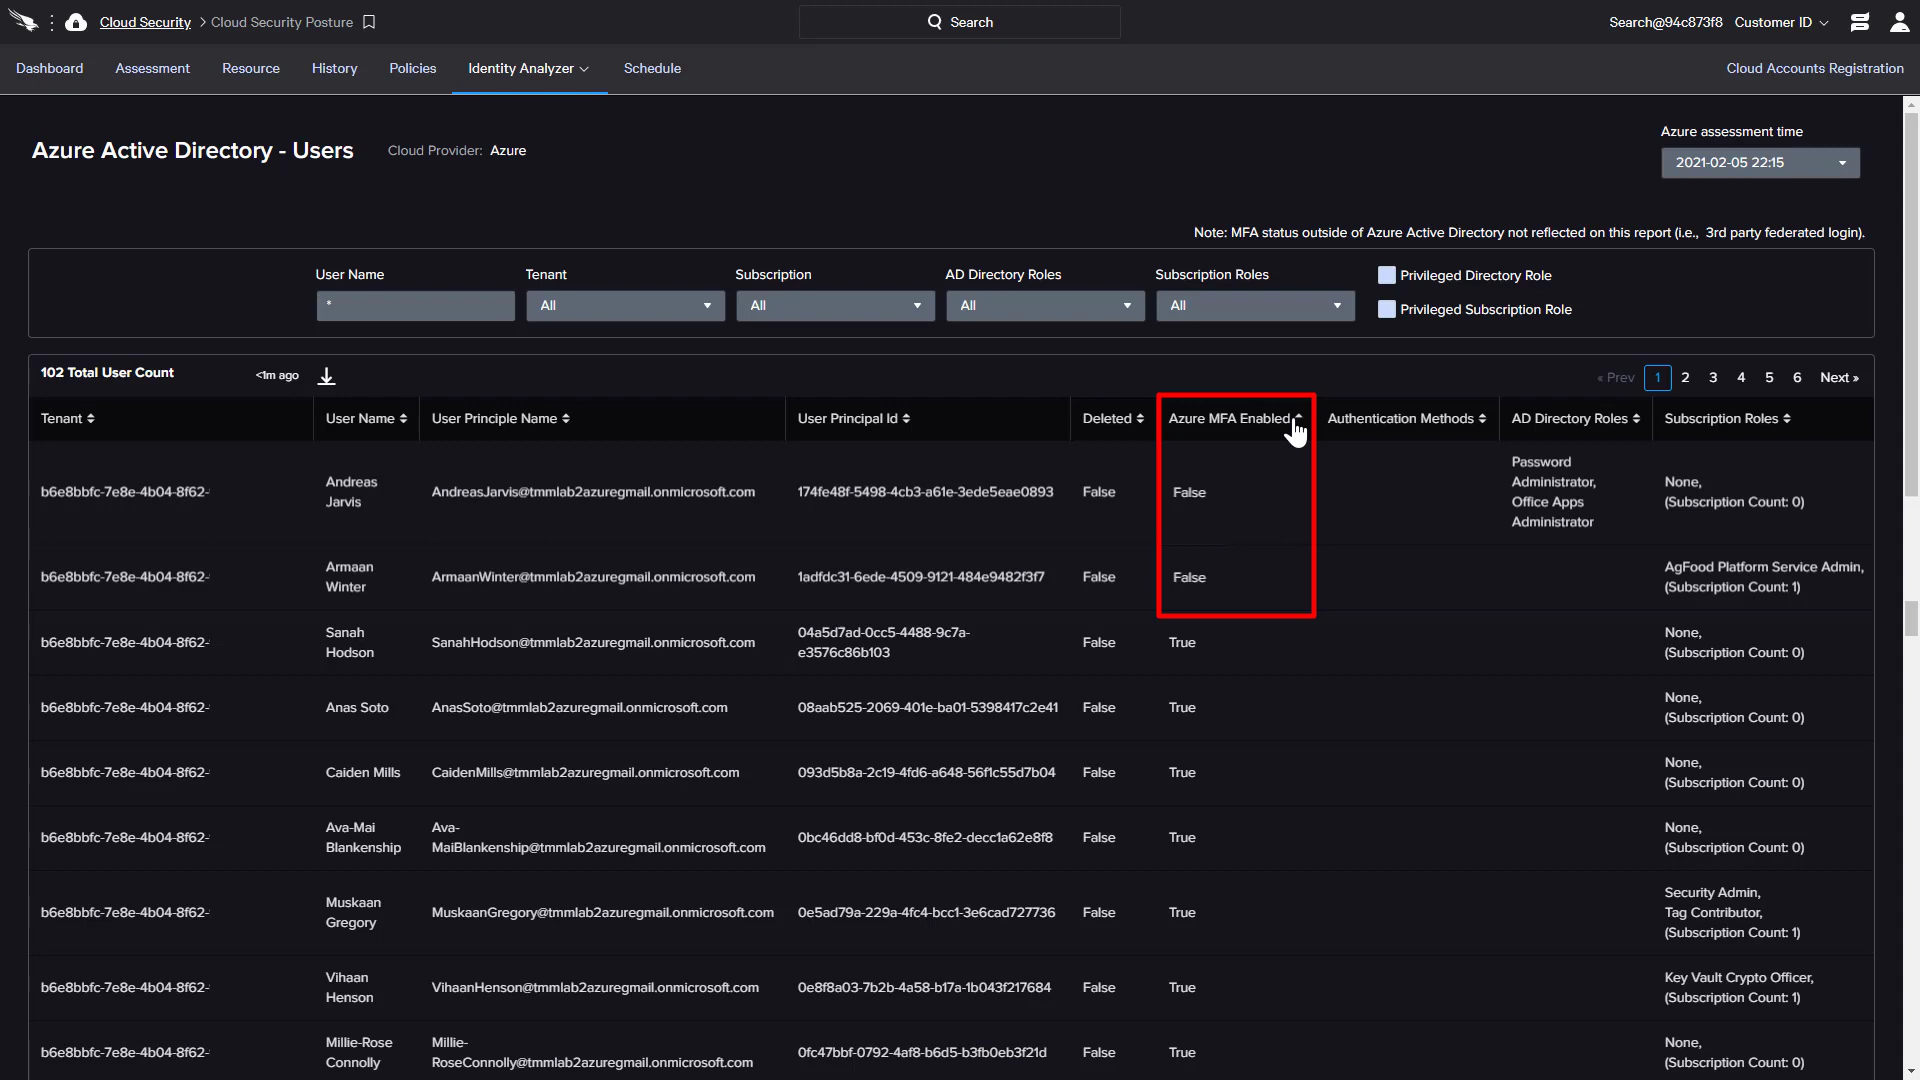 Cloud Security > Cloud Security Posture
Search
Search@94c873f8 Customer ID
Dashboard Assessment Resource History Policies Identity Analyzer Schedule Cloud Accounts Registration
Azure assessment time
Azure Active Directory - Users Cloud Provider: Azure
2021-02-05 22:15
Note: MFA status outside of Azure Active Directory not reflected on this report (i.e., 3rd party federated login).
User Name Tenant Subscription AD Directory Roles Subscription Roles Privileged Directory Role
* All All All All Privileged Subscription Role
102 Total User Count <1m ago « Prev 1 2 3 4 5 6 Next »
Tenant User Name User Principle Name User Principal Id Deleted Azure MFA Enabled Authentication Methods AD Directory Roles Subscription Roles
b6e8bbfc-7e8e-4b04-8f62-
Andreas
Jarvis
AndreasJarvis@tmmlab2azuregmail.onmicrosoft.com
174fe48f-5498-4cb3-a61e-3ede5eae0893
False
False
Password
Administrator,
Office Apps
Administrator
None,
(Subscription Count: 0)
b6e8bbfc-7e8e-4b04-8f62-
Armaan
Winter
ArmaanWinter@tmmlab2azuregmail.onmicrosoft.com
1adfdc31-6ede-4509-9121-484e9482f3f7
False
False
AgFood Platform Service Admin,
(Subscription Count: 1)
b6e8bbfc-7e8e-4b04-8f62-
Sanah
Hodson
SanahHodson@tmmlab2azuregmail.onmicrosoft.com
04a5d7ad-0cc5-4488-9c7a-
e3576c86b103
False
True
None,
(Subscription Count: 0)
b6e8bbfc-7e8e-4b04-8f62-
Anas Soto
AnasSoto@tmmlab2azuregmail.onmicrosoft.com
08aab525-2069-401e-ba01-5398417c2e41
False
True
None,
(Subscription Count: 0)
b6e8bbfc-7e8e-4b04-8f62-
Caiden Mills
CaidenMills@tmmlab2azuregmail.onmicrosoft.com
093d5b8a-2c19-4fd6-a648-56f1c55d7b04
False
True
None,
(Subscription Count: 0)
b6e8bbfc-7e8e-4b04-8f62-
Ava-Mai
Blankenship
Ava-
MaiBlankenship@tmmlab2azuregmail.onmicrosoft.com
0bc46dd8-bf0d-453c-8fe2-decc1a62e8f8
False
True
None,
(Subscription Count: 0)
b6e8bbfc-7e8e-4b04-8f62-
Muskaan
Gregory
MuskaanGregory@tmmlab2azuregmail.onmicrosoft.com
0e5ad79a-229a-4fc4-bcc1-3e6cad727736
False
True
Security Admin,
Tag Contributor,
(Subscription Count: 1)
b6e8bbfc-7e8e-4b04-8f62-
Vihaan
Henson
VihaanHenson@tmmlab2azuregmail.onmicrosoft.com
0e8f8a03-7b2b-4a58-b17a-1b043f217684
False
True
Key Vault Crypto Officer,
(Subscription Count: 1)
b6e8bbfc-7e8e-4b04-8f62-
Millie-Rose
Connolly
Millie-
RoseConnolly@tmmlab2azuregmail.onmicrosoft.com
0fc47bbf-0792-4af8-b6d5-b3fb0eb3f21d
False
True
None,
(Subscription Count: 0)